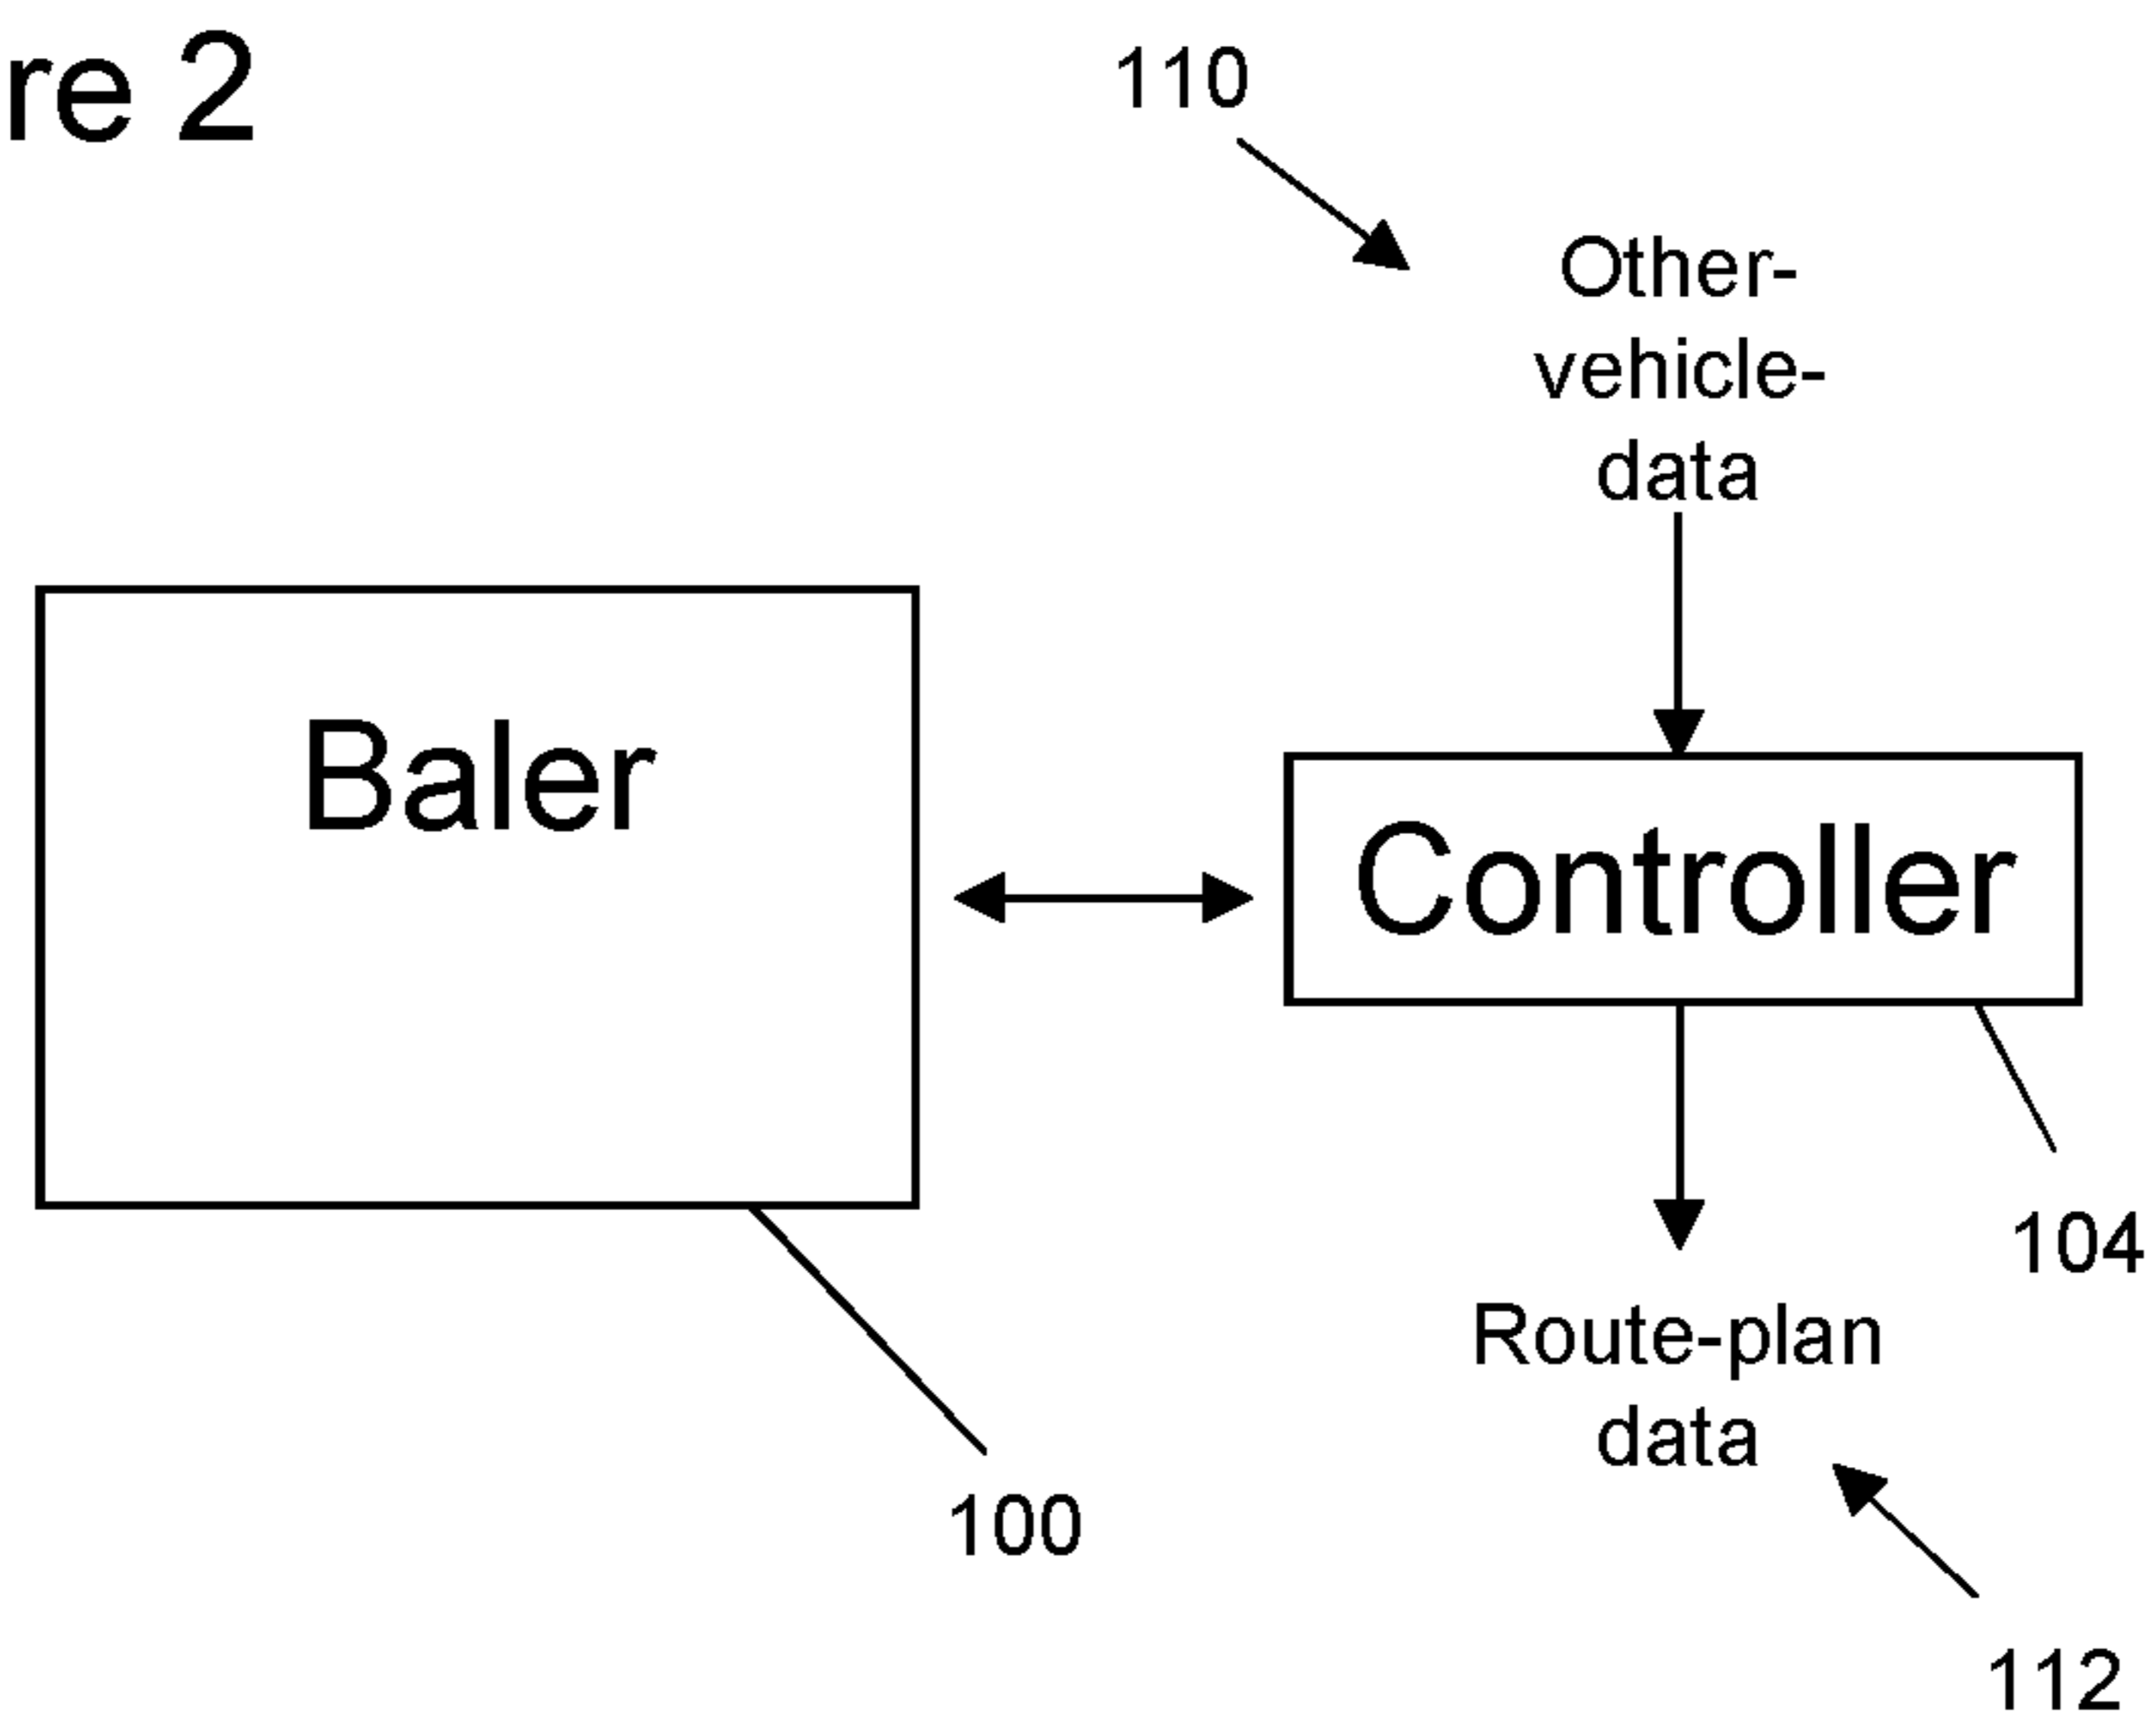 re 2
110
Other-
vehicle-
data
Baler
Controller
104
Route-plan
data
100
112